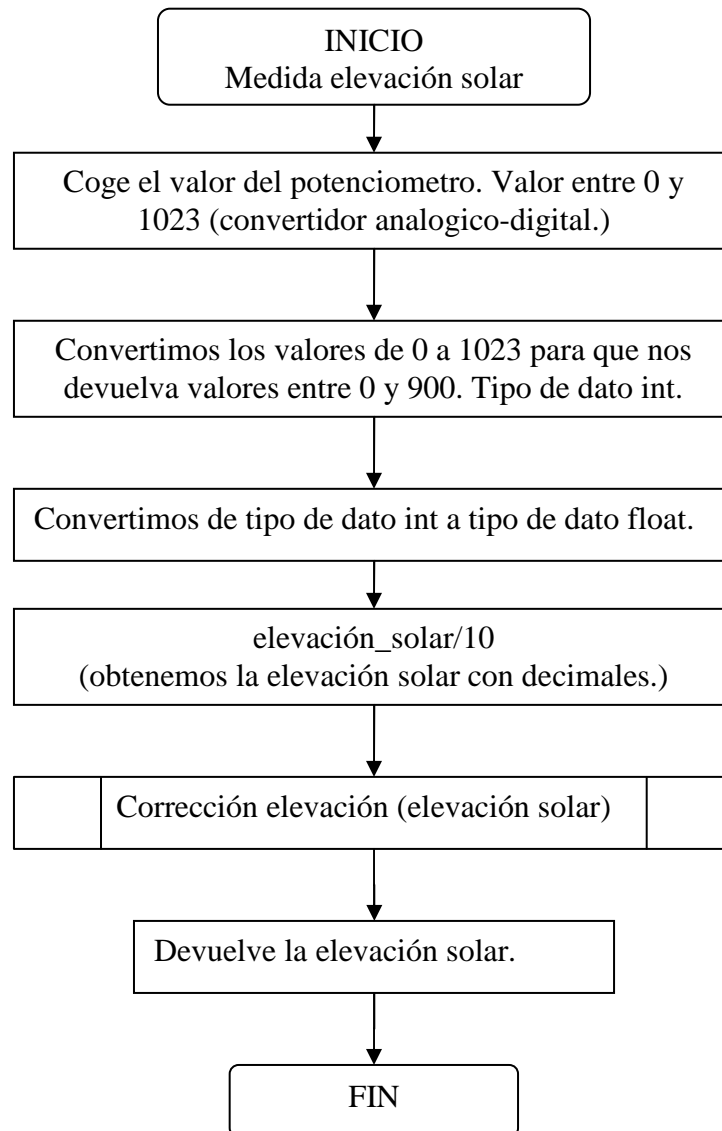 INICIO
Medida elevación solar
Coge el valor del potenciometro. Valor entre 0 y
1023 (convertidor analogico-digital.)
Convertimos los valores de 0 a 1023 para que nos
devuelva valores entre 0 y 900. Tipo de dato int.
Convertimos de tipo de dato int a tipo de dato float.
elevación_solar/10
(obtenemos la elevación solar con decimales.)
Corrección elevación (elevación solar)
Devuelve la elevación solar.
FIN